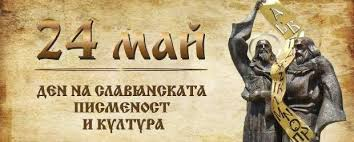 24 май
ден на славянската
писменост
и култура